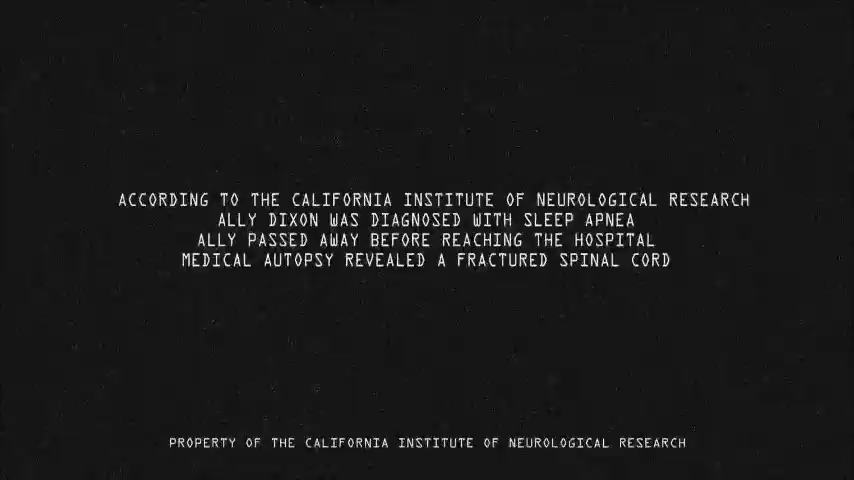 ACCORDING TO THE CALIFORNIA INSTITUTE OF NEUROLOGICAL RESEARCH
ALLY DIXON WAS DIAGNOSED WITH SLEEP APNEA
ALLY PASSED AWAY BEFORE REACHING THE HOSPITAL
MEDICAL AUTOPSY REVEALED A FRACTURED SPINAL CORD
PROPERTY OF THE CALIFORNIA INSTITUTE OF NEUROLOGICAL RESEARCH